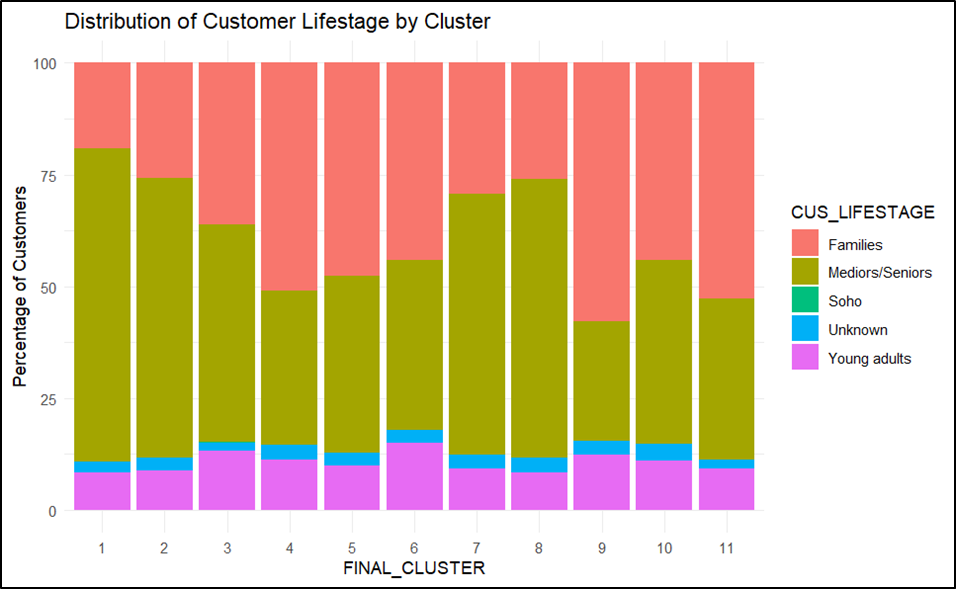 Distribution of Customer Lifestage by Cluster
100
75
50
25
0
Percentage of Customers
1 2 3 4 5 6 7 8 9 10 11
FINAL_CLUSTER
CUS_LIFESTAGE
Families
Mediors/Seniors
Soho
Unknown
Young adults